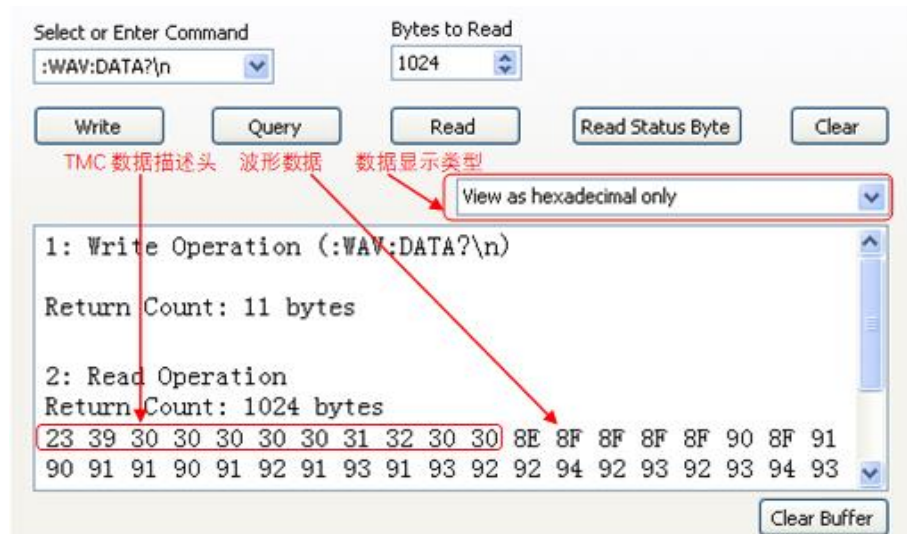 Select or Enter Command
Bytes to Read
:WAV:DATA?\n
1024
Write
Query
Read
Read Status Byte
Clear
TMC 数据描述头
波形数据
数据显示类型
View as hexadecimal only
1: Write Operation (:WAV:DATA?\n)
Return Count: 11 bytes
2: Read Operation
Return Count: 1024 bytes
23 39 30 30 30 30 30 31 32 30 30 8E 8F 8F 8F 8F 90 8F 91
90 91 91 90 91 92 91 93 91 93 92 92 94 92 93 92 93 94 93
Clear Buffer